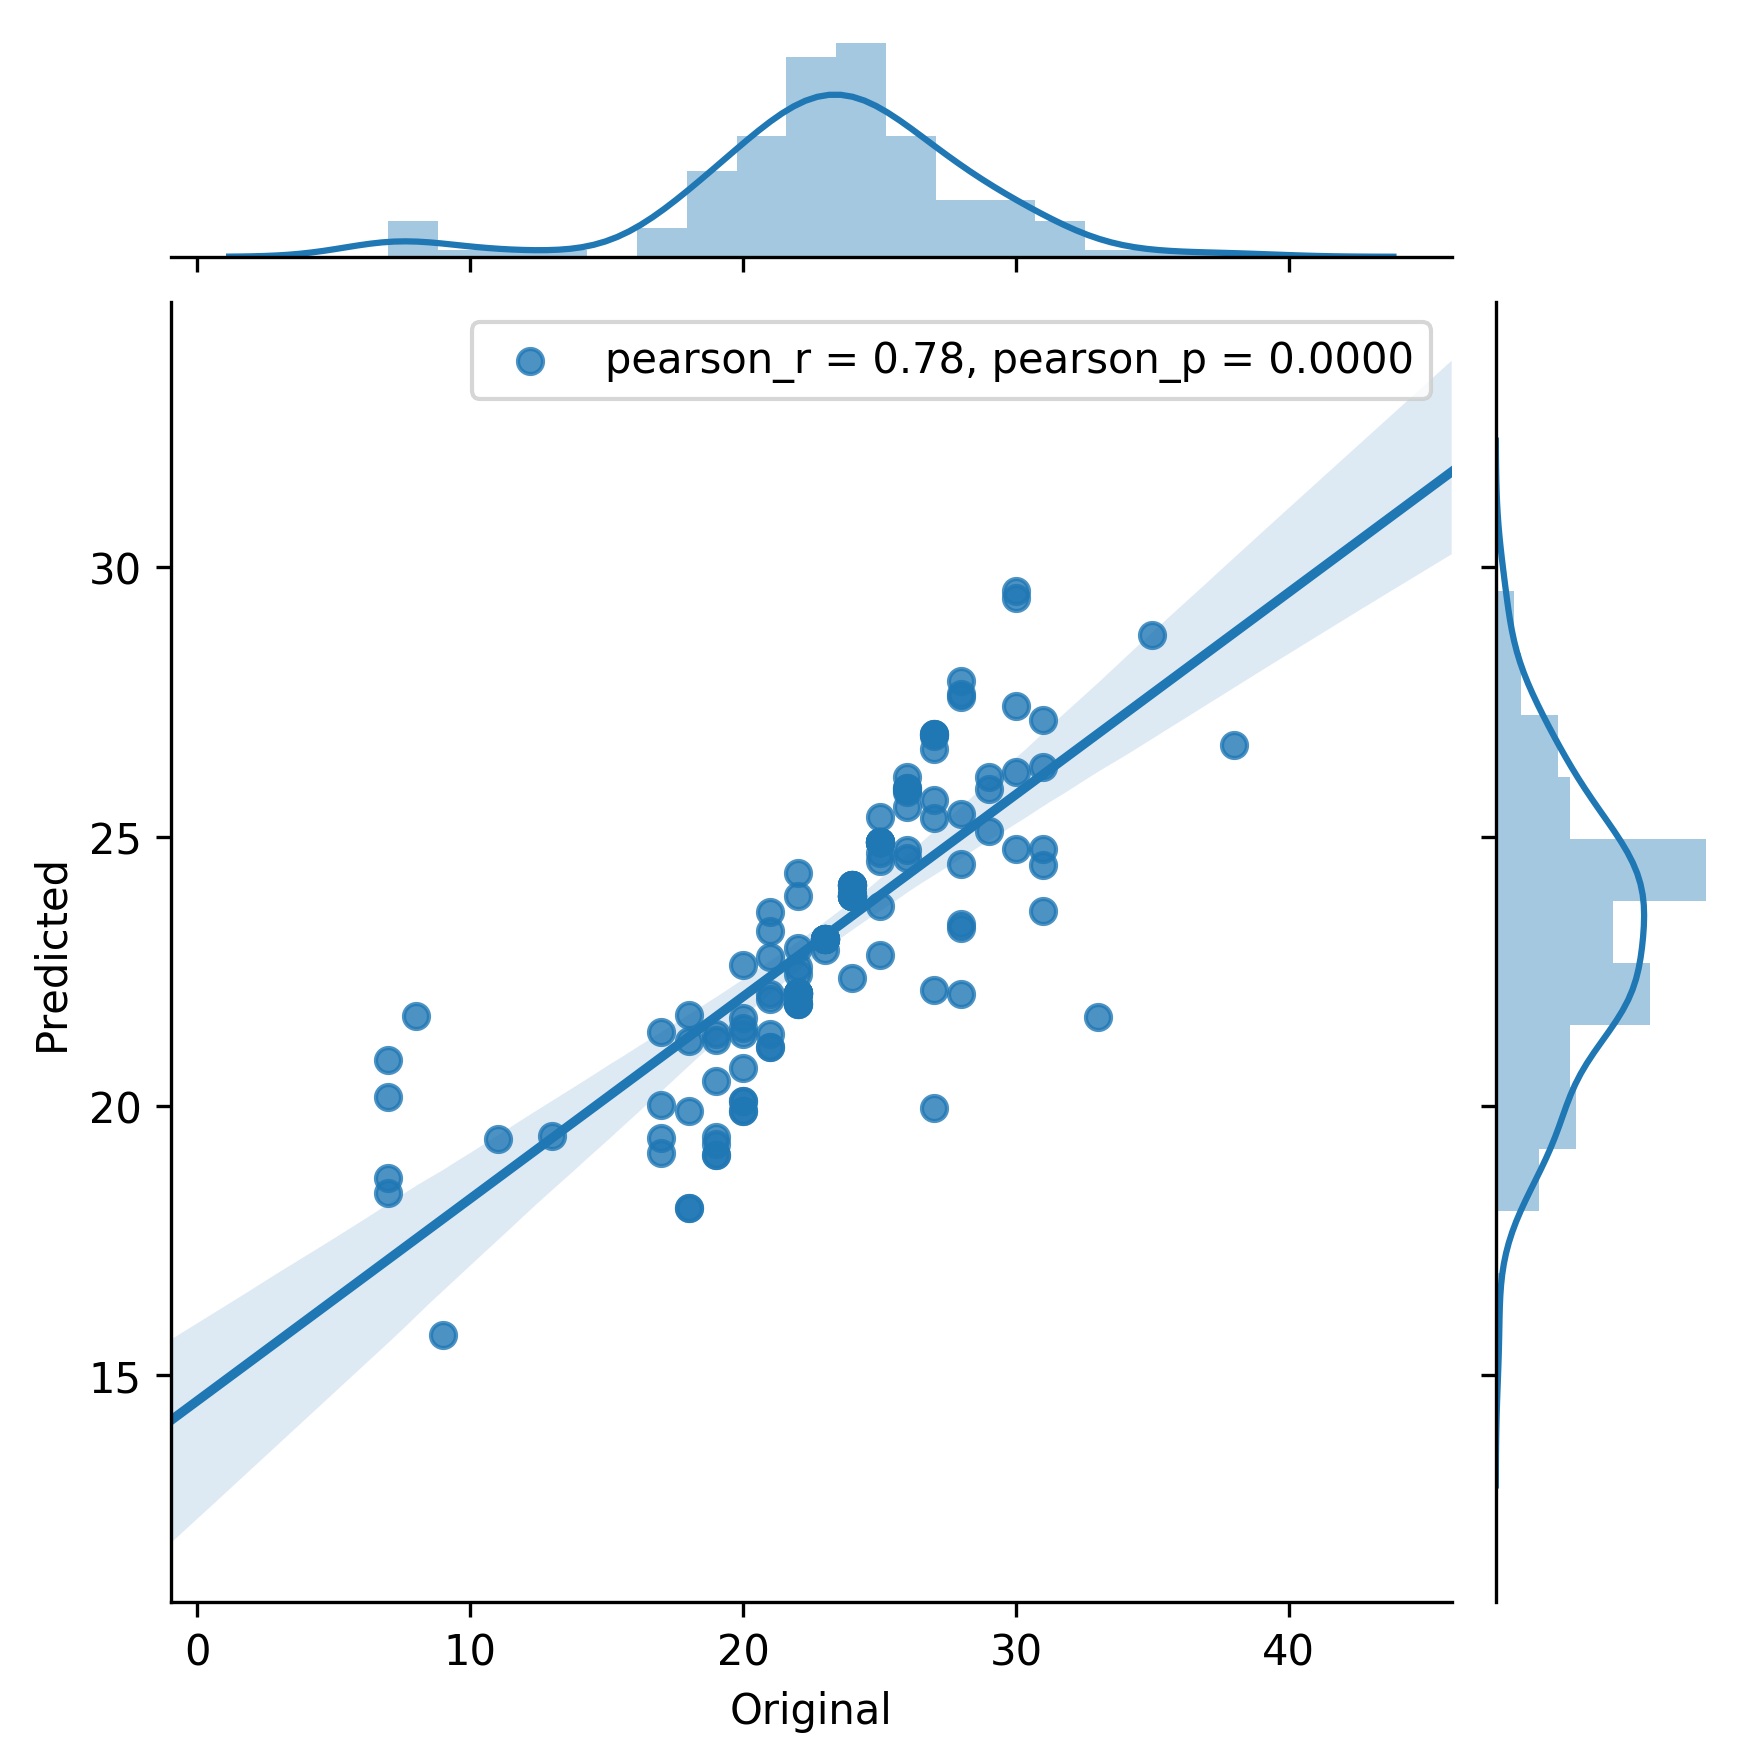 pearson_r = 0.78, pearson_p = 0.0000
30
25
20
15
Predicted
0 10 20 30 40
Original